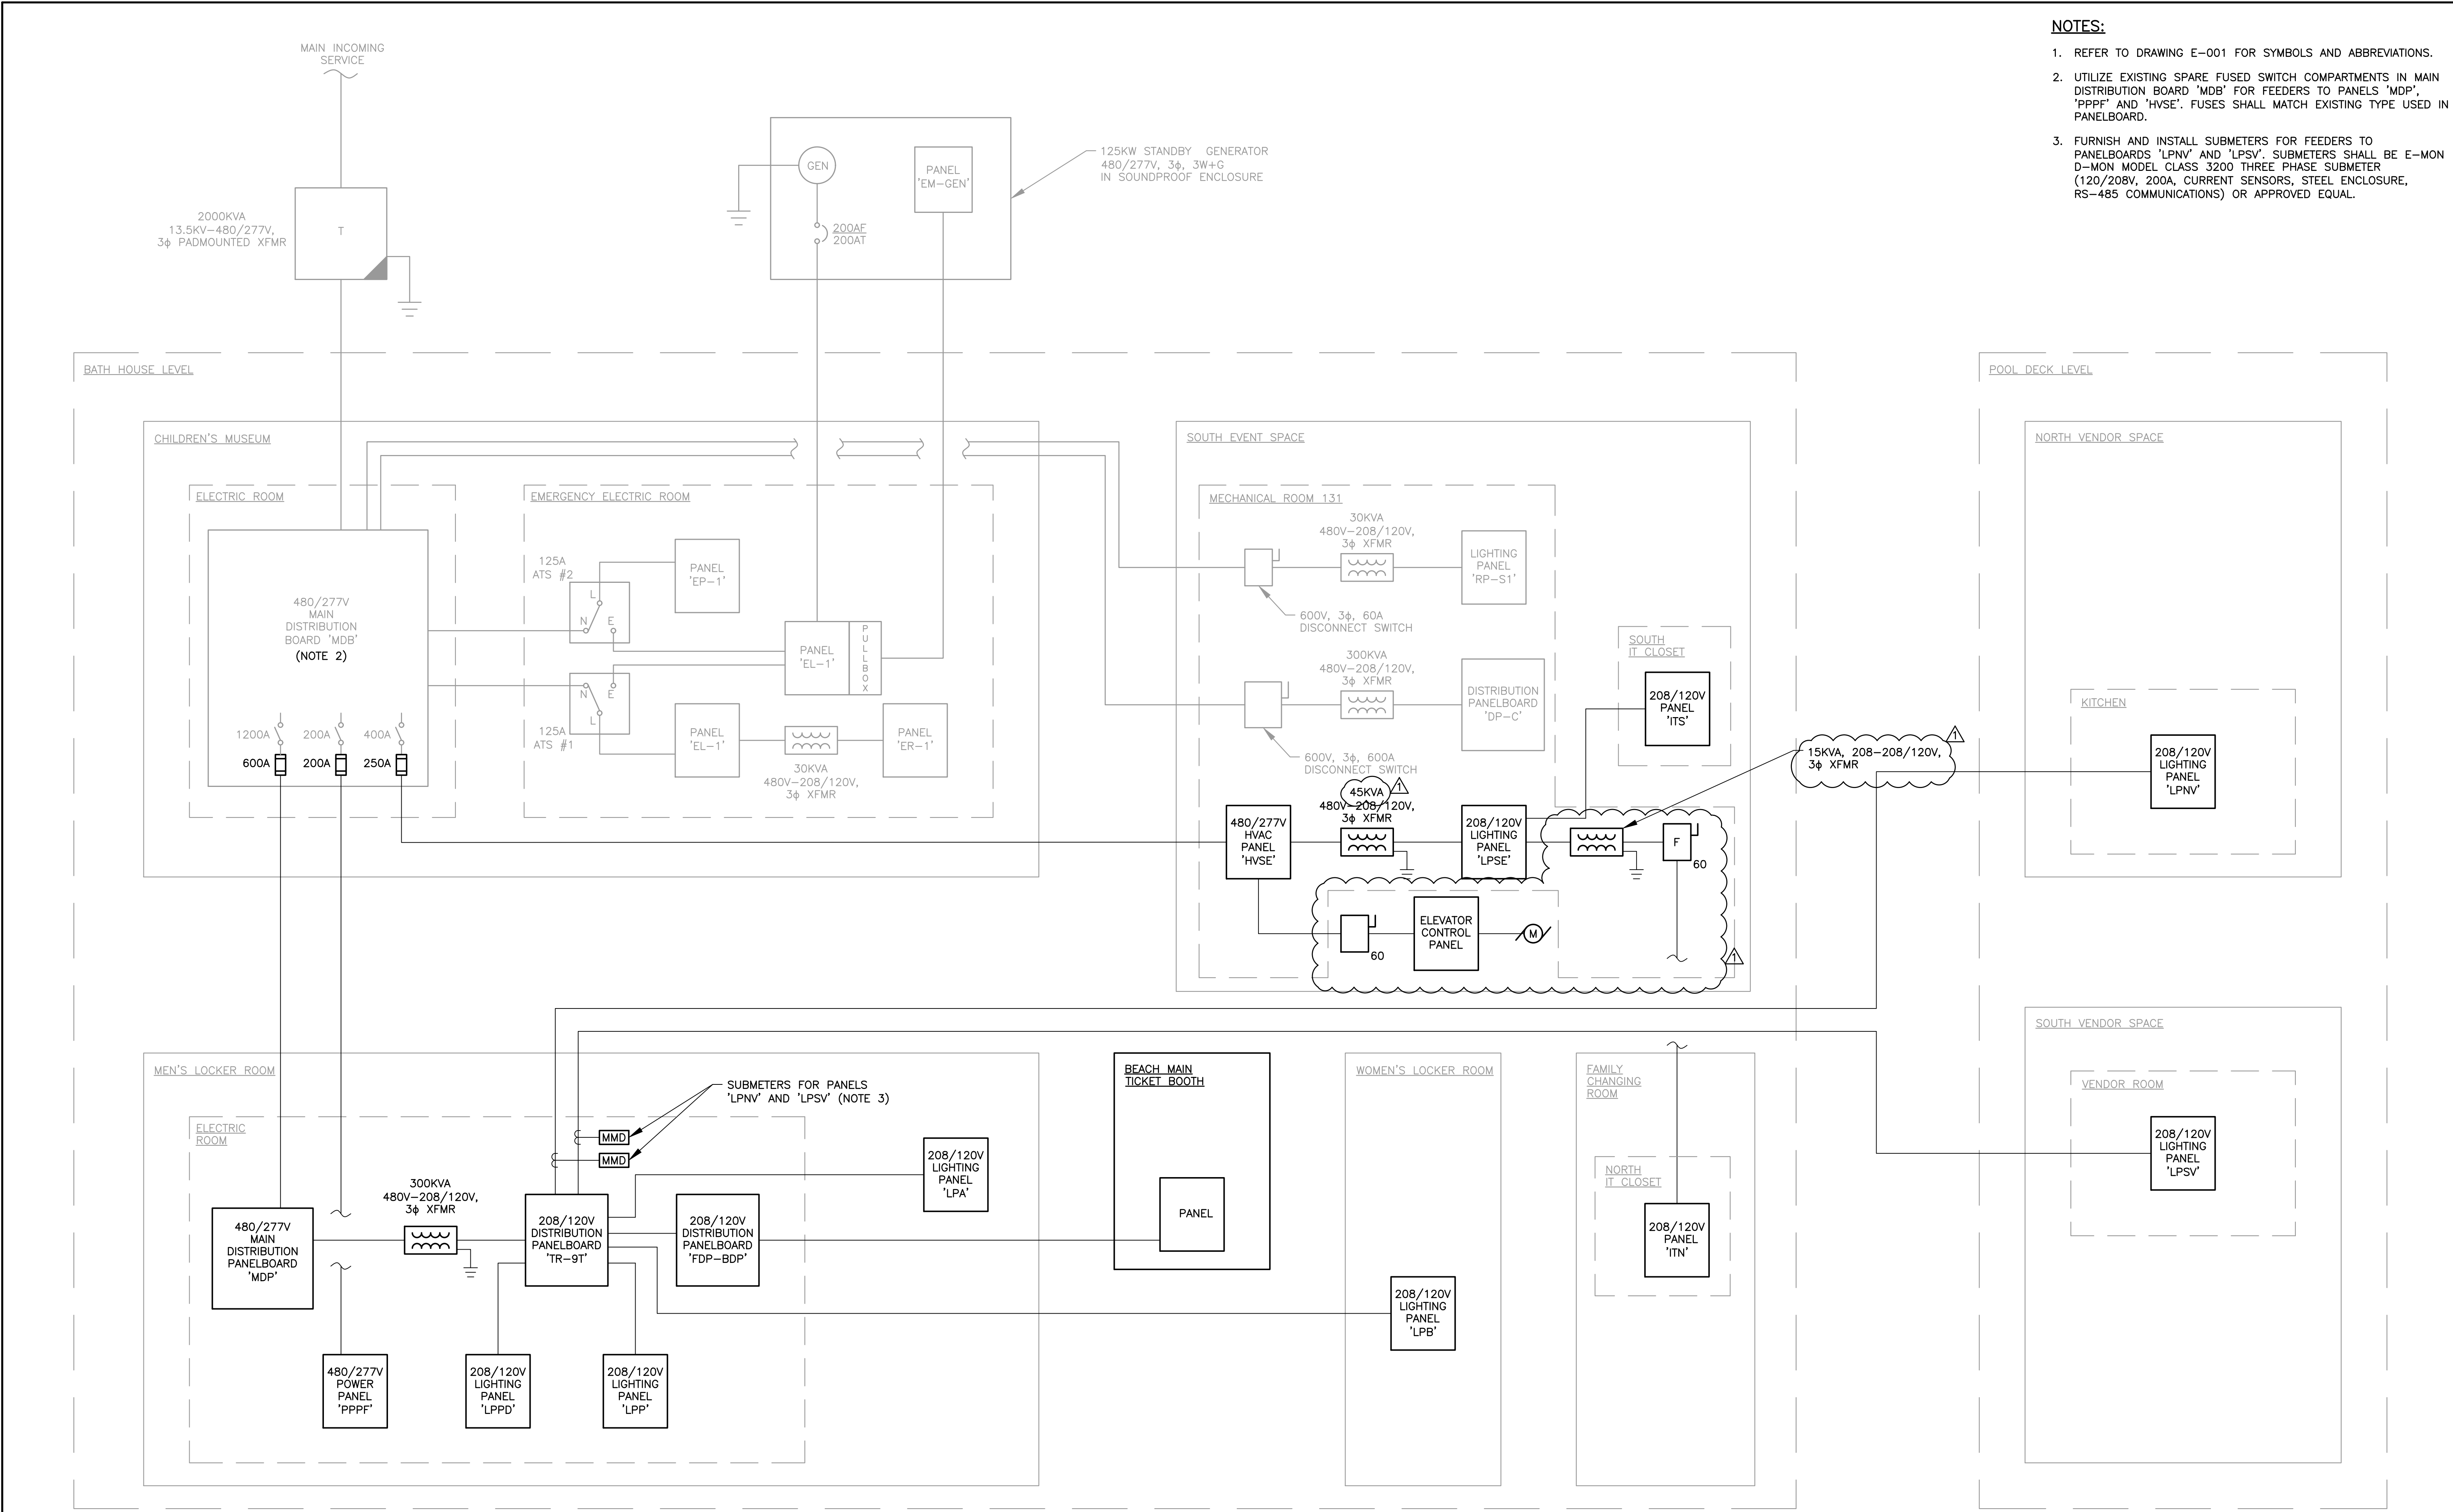 NOTES:
1. REFER TO DRAWING E-001 FOR SYMBOLS AND ABBREVIATIONS.
2. UTILIZE EXISTING SPARE FUSED SWITCH COMPARTMENTS IN MAIN
DISTRIBUTION BOARD 'MDB' FOR FEEDERS TO PANELS 'MDP',
'PPPF' AND 'HVSE'. FUSES SHALL MATCH EXISTING TYPE USED IN
PANELBOARD.
3. FURNISH AND INSTALL SUBMETERS FOR FEEDERS TO
PANELBOARDS 'LPNV' AND 'LPSV'. SUBMETERS SHALL BE E-MON
D-MON MODEL CLASS 3200 THREE PHASE SUBMETER
(120/208V, 200A, CURRENT SENSORS, STEEL ENCLOSURE,
RS-485 COMMUNICATIONS) OR APPROVED EQUAL.
MAIN INCOMING
SERVICE
2000KVA
13.5KV-480/277V,
3ϕ PADMOUNTED XFMR
T
GEN
200AF
200AT
PANEL
'EM-GEN'
125KW STANDBY GENERATOR
480/277V, 3ϕ, 3W+G
IN SOUNDPROOF ENCLOSURE
BATH HOUSE LEVEL
CHILDREN'S MUSEUM
ELECTRIC ROOM
480/277V
MAIN
DISTRIBUTION
BOARD 'MDB'
(NOTE 2)
1200A
200A
400A
600A
200A
250A
EMERGENCY ELECTRIC ROOM
125A
ATS #2
L
N
E
PANEL
'EP-1'
PANEL
'EL-1'
PULLBOX
N
E
L
125A
ATS #1
PANEL
'EL-1'
30KVA
480V-208/120V,
3ϕ XFMR
PANEL
'ER-1'
SOUTH EVENT SPACE
MECHANICAL ROOM 131
30KVA
480V-208/120V,
3ϕ XFMR
LIGHTING
PANEL
'RP-S1'
600V, 3ϕ, 60A
DISCONNECT SWITCH
300KVA
480V-208/120V,
3ϕ XFMR
DISTRIBUTION
PANELBOARD
'DP-C'
600V, 3ϕ, 600A
DISCONNECT SWITCH
SOUTH
IT CLOSET
208/120V
PANEL
'ITS'
45KVA
1
480V-208/120V,
3ϕ XFMR
480/277V
HVAC
PANEL
'HVSE'
208/120V
LIGHTING
PANEL
'LPSE'
15KVA, 208-208/120V,
3ϕ XFMR
1
F
60
60
ELEVATOR
CONTROL
PANEL
M
1
POOL DECK LEVEL
NORTH VENDOR SPACE
KITCHEN
208/120V
LIGHTING
PANEL
'LPNV'
SOUTH VENDOR SPACE
VENDOR ROOM
208/120V
LIGHTING
PANEL
'LPSV'
MEN'S LOCKER ROOM
ELECTRIC
ROOM
SUBMETERS FOR PANELS
'LPNV' AND 'LPSV' (NOTE 3)
MMD
MMD
480/277V
MAIN
DISTRIBUTION
PANELBOARD
'MDP'
300KVA
480V-208/120V,
3ϕ XFMR
208/120V
DISTRIBUTION
PANELBOARD
'TR-9T'
208/120V
DISTRIBUTION
PANELBOARD
'FDP-BDP'
208/120V
LIGHTING
PANEL
'LPA'
480/277V
POWER
PANEL
'PPPF'
208/120V
LIGHTING
PANEL
'LPPD'
208/120V
LIGHTING
PANEL
'LPP'
BEACH MAIN
TICKET BOOTH
PANEL
WOMEN'S LOCKER ROOM
208/120V
LIGHTING
PANEL
'LPB'
FAMILY
CHANGING
ROOM
NORTH
IT CLOSET
208/120V
PANEL
'ITN'